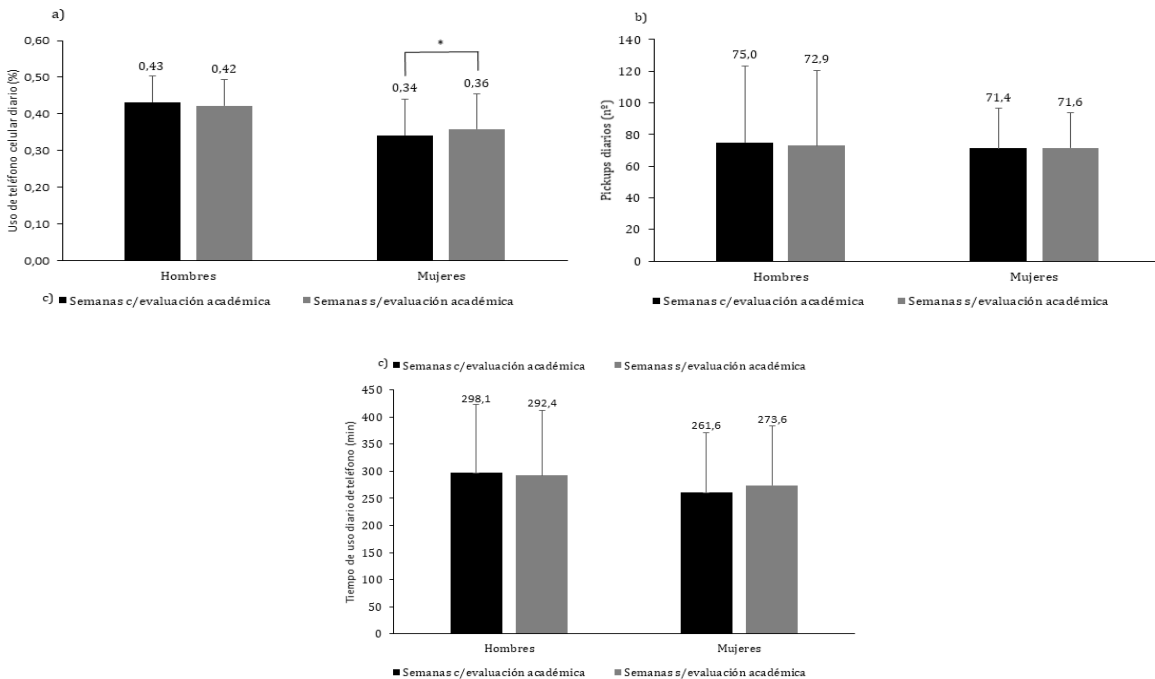 a)
0,60
0,50
0,40
0,30
0,20
0,10
0,00
Uso de teléfono celular diario (%)
0,43
0,42
*
0,34
0,36
Hombres
Mujeres
c) Semanas c/evaluación académica Semanas s/evaluación académica
b)
140
120
100
80
60
40
20
0
Pickups diarios (nº)
75,0
72,9
71,4
71,6
Hombres
Mujeres
Semanas c/evaluación académica Semanas s/evaluación académica
c) Semanas c/evaluación académica Semanas s/evaluación académica
450
400
350
300
250
200
150
100
50
0
Tiempo de uso diario de teléfono (min)
298,1
292,4
261,6
273,6
Hombres
Mujeres
Semanas c/evaluación académica Semanas s/evaluación académica